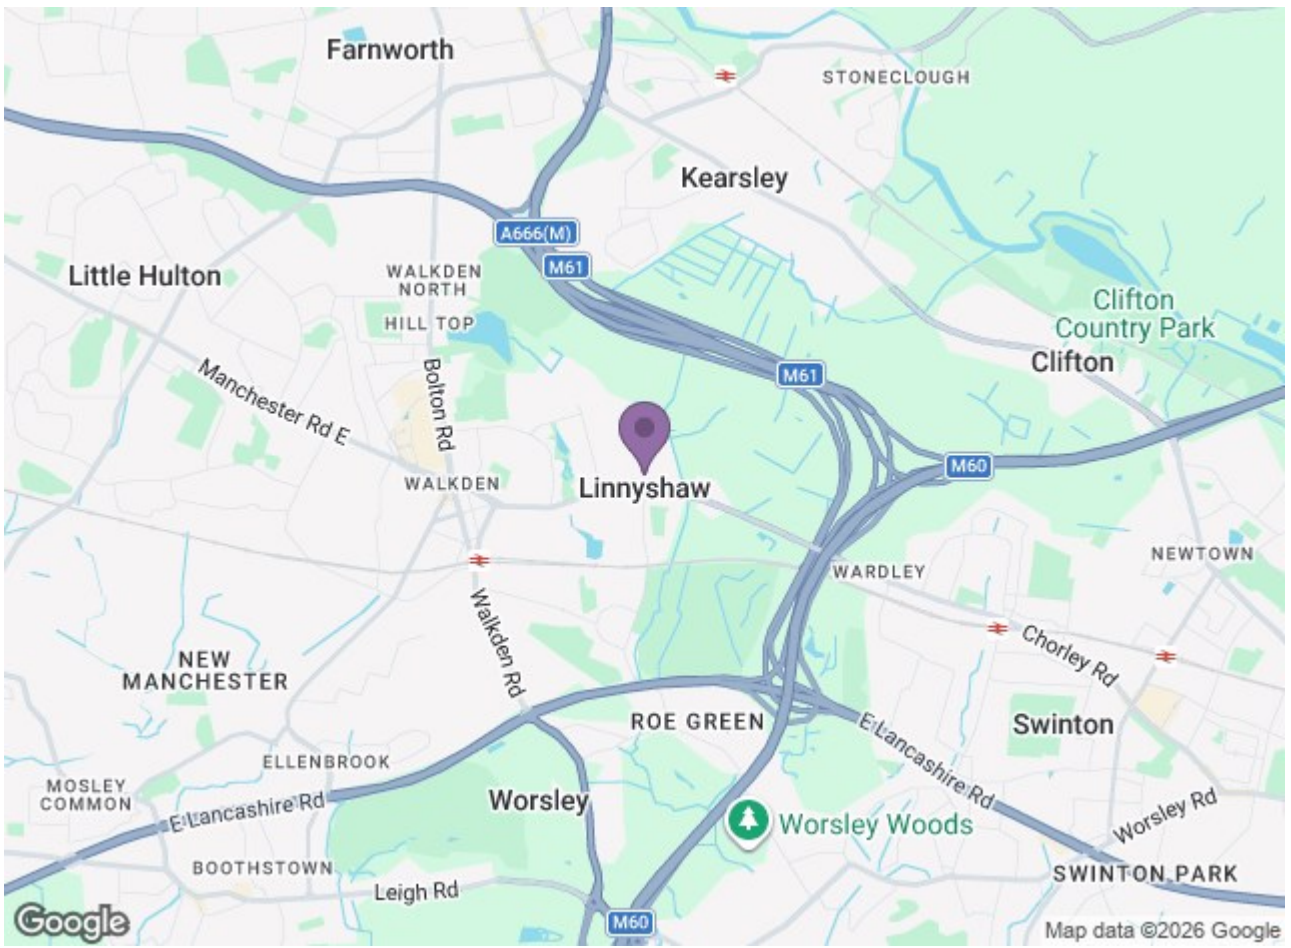 Farnworth
STONECLOUGH
Kearsley
A666(M)
M61
Little Hulton
WALKDEN
NORTH
HILL TOP
Clifton
Country Park
Clifton
M61
Manchester Rd E
Bolton Rd
M60
WALKDEN
Linnyshaw
NEWTOWN
WARDLEY
Walkden Rd
Chorley Rd
NEW
MANCHESTER
ROE GREEN
E Lancashire Rd
Swinton
ELLENBROOK
MOSLEY
COMMON
E Lancashire Rd
Worsley
Worsley Woods
Worsley Rd
BOOTHSTOWN
Leigh Rd
SWINTON PARK
M60
Google
Map data ©2026 Google